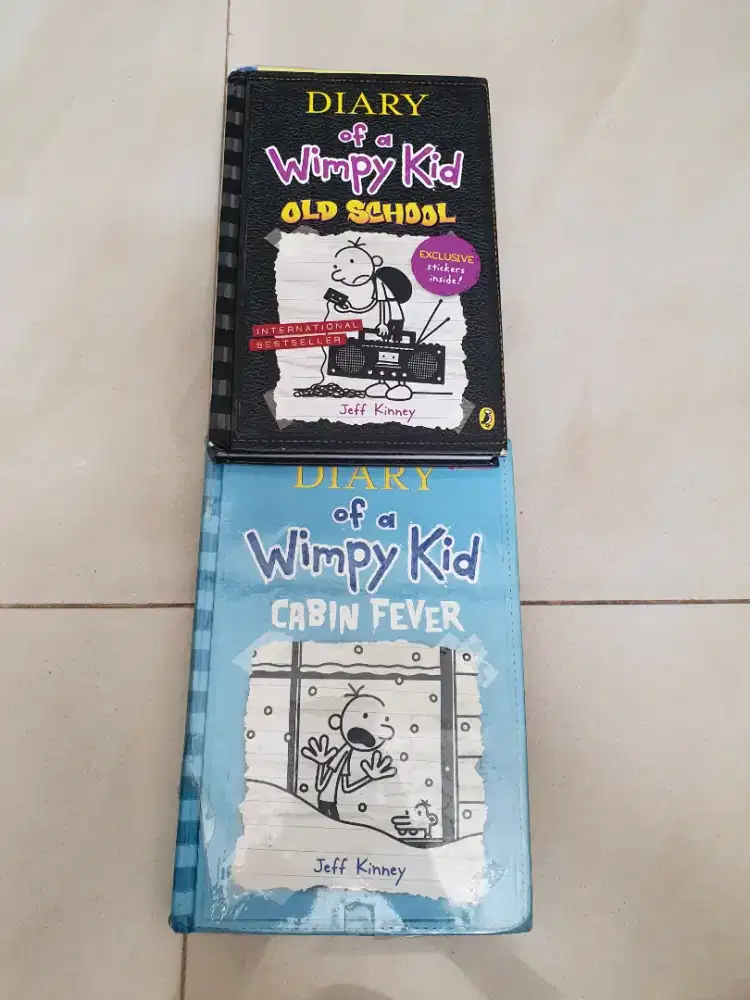 DIARY
of a
Wimpy Kid
OLD SCHOOL
EXCLUSIVE
stickers
inside!
INTERNATIONAL
BESTSELLER
Jeff Kinney
DIARY
of a
Wimpy Kid
CABIN FEVER
Jeff Kinney